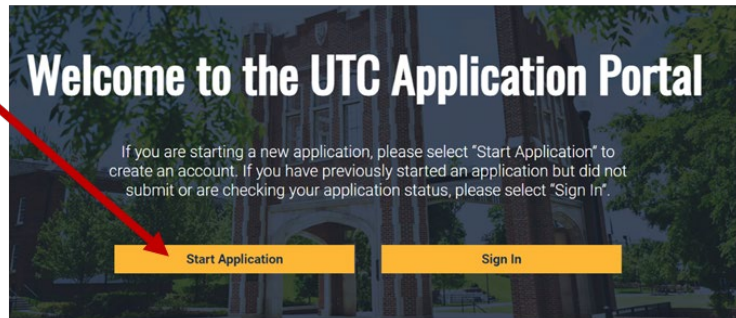 Welcome to the UTC Application Portal
If you are starting a new application, please select "Start Application" to
create an account. If you have previously started an application but did not
submit or are checking your application status, please select "Sign In".
Start Application
Sign In